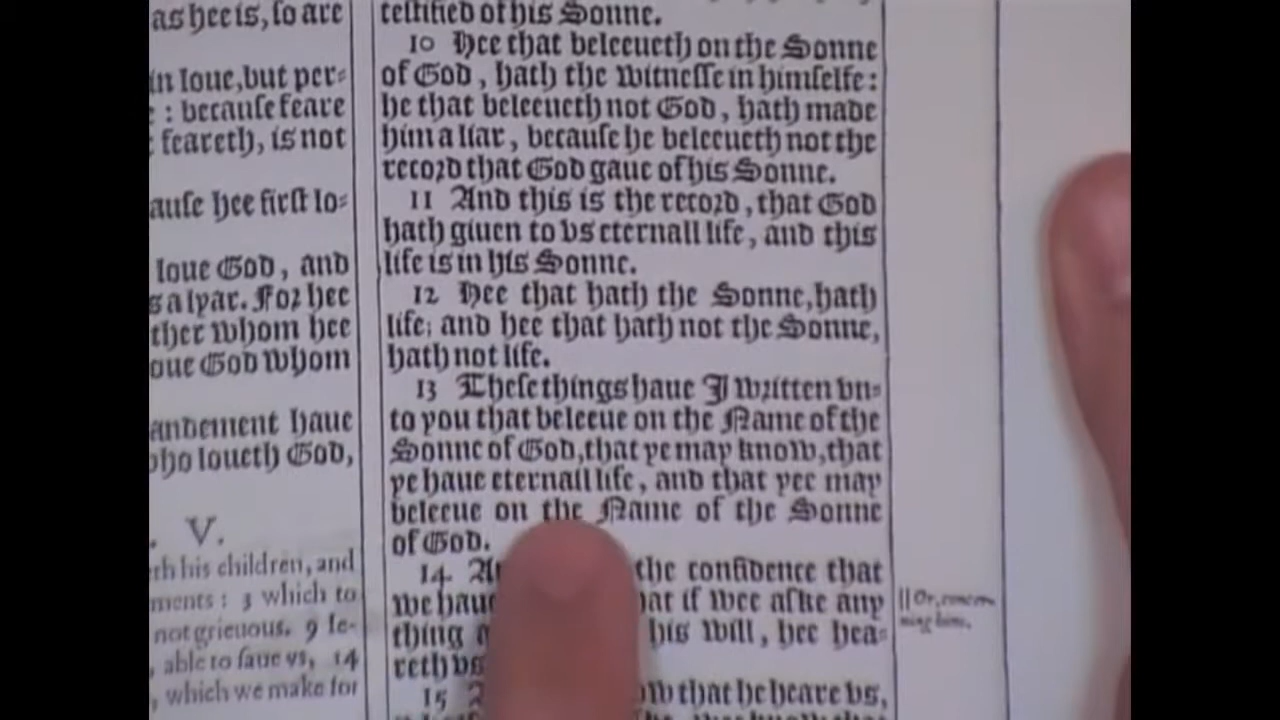 as hee is, so are
in loue, but per-
: because feare
feareth, is not
ause hee first lo-
loue God, and
s a lyar. For hee
ther whom hee
oue God whom
andement haue
who loueth God,
V.
his children, and
ments: 3 which to
not grieuous. 9 Ie-
, able to saue vs, 14
, which we make for
testified of his Sonne.
10 Hee that beleeueth on the Sonne
of God, hath the witnesse in himselfe:
he that beleeueth not God, hath made
him a liar, because he beleeueth not the
record that God gaue of his Sonne.
11 And this is the record, that God
hath giuen to vs eternall life, and this
life is in his Sonne.
12 Hee that hath the Sonne, hath
life; and hee that hath not the Sonne,
hath not life.
13 These things haue I written vn-
to you that beleeue on the Name of the
Sonne of God, that ye may know, that
ye haue eternall life, and that yee may
beleeue on the Name of the Sonne
of God.
14 the confidence that
we haue if wee aske any
thing his will, hee hea-
reth vs
15 that he heare vs,
|| Or, concer-
ning him.